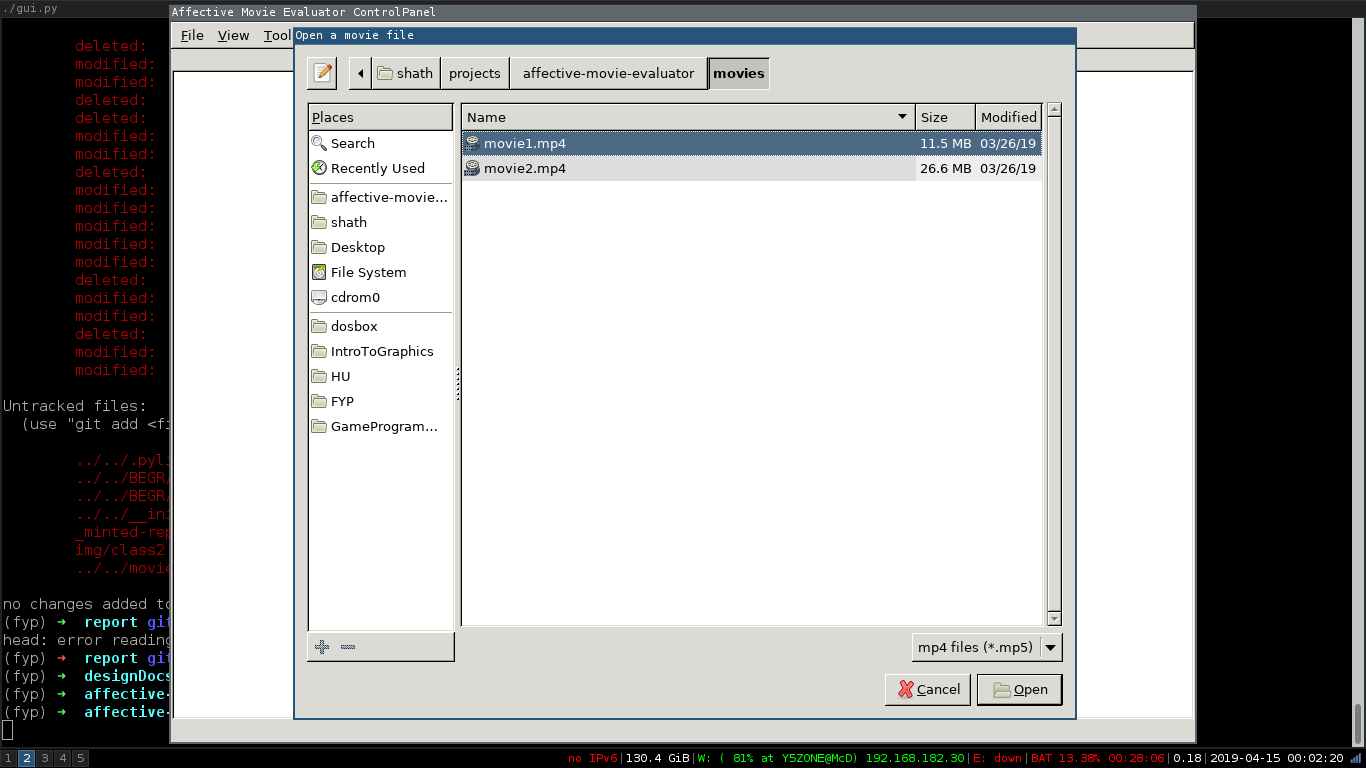 ./gui.py
Affective Movie Evaluator ControlPanel
File View Tool
Open a movie file
shath projects affective-movie-evaluator movies
Places
Search
Recently Used
affective-movie...
shath
Desktop
File System
cdrom0
dosbox
IntroToGraphics
HU
FYP
GameProgram...
Name Size Modified
movie1.mp4 11.5 MB 03/26/19
movie2.mp4 26.6 MB 03/26/19
mp4 files (*.mp5)
Cancel Open
deleted:
modified:
modified:
deleted:
deleted:
modified:
modified:
deleted:
modified:
modified:
modified:
modified:
modified:
deleted:
modified:
modified:
deleted:
modified:
modified:
Untracked files:
(use "git add <fi
../../.pyli
../../BEGRA
../../BEGRA
../../__ini
_minted-rep
img/class2
../../movie
no changes added to
(fyp) ➜ report git
head: error reading
(fyp) ➜ report git
(fyp) ➜ designDocs
(fyp) ➜ affective-
(fyp) ➜ affective-
1 2 3 4 5
no IPv6|130.4 GiB|W: ( 81% at Y5ZONE@McD) 192.168.182.30|E: down|BAT 13.36% 00:28:06|0.18|2019-04-15 00:02:20